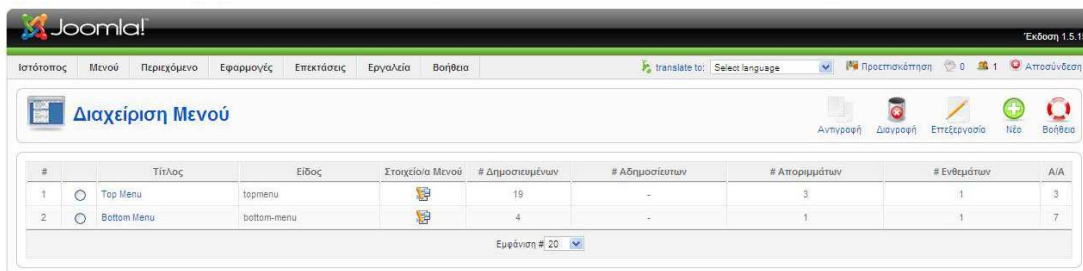 Joomla!
Έκδοση 1.5.1
Ιστότοπος Μενού Περιεχόμενο Εφαρμογές Επεκτάσεις Εργαλεία Βοήθεια translate to: Select language Προεπισκόπηση 0 1 Αποσύνδεση
Διαχείριση Μενού
Αντιγραφή Διαγραφή Επεξεργασία Νέο Βοήθεια
# Τίτλος Είδος Στοιχείο/α Μενού # Δημοσιευμένων # Αδημμοσίευτων # Αποριμμάτων # Ενθεμάτων Α/Α
1 Top Menu topmenu 19 - 3 1 3
2 Bottom Menu bottom-menu 4 - 1 1 7
Εμφάνιση # 20